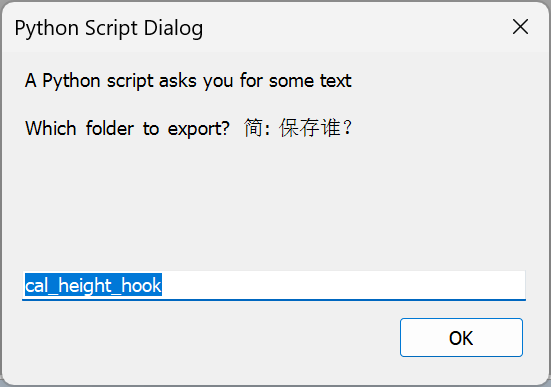 Python Script Dialog
A Python script asks you for some text
Which folder to export? 简: 保存谁?
cal_height_hook
OK